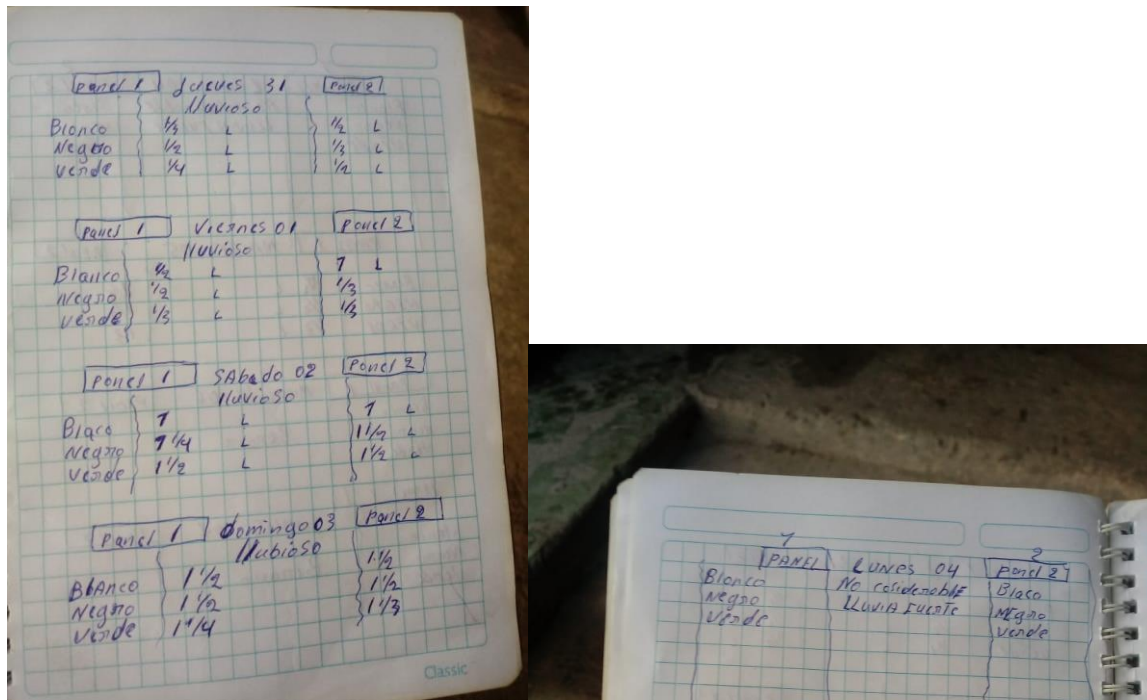 Panel 1 Jueves 31 Panel 2
lluvioso
Blanco 1/3 L 1/2 L
Negro 1/2 L 1/3 L
verde 1/4 L 1/2 L
Panel 1 Viernes 01 Panel 2
lluvioso
Blanco 1/2 L 1 L
Negro 1/2 L 1/3
verde 1/3 L 1/3
Panel 1 SAbado 02 Panel 2
lluvioso
Blaco 1 L 1 L
Negro 1 1/4 L 1 1/2 L
verde 1 1/2 L 1 1/2 L
Panel 1 domingo 03 Panel 2
llubioso
BlAnco 1 1/2 1 1/2
Negro 1 1/2 1 1/2
verde 1 1/4 1 1/3
Classic
1 2
PANEL LUNES 04 panel 2
Blanco No cosiderablE Blaco
Negro LluviA FuErte NEgro
Verde Verde